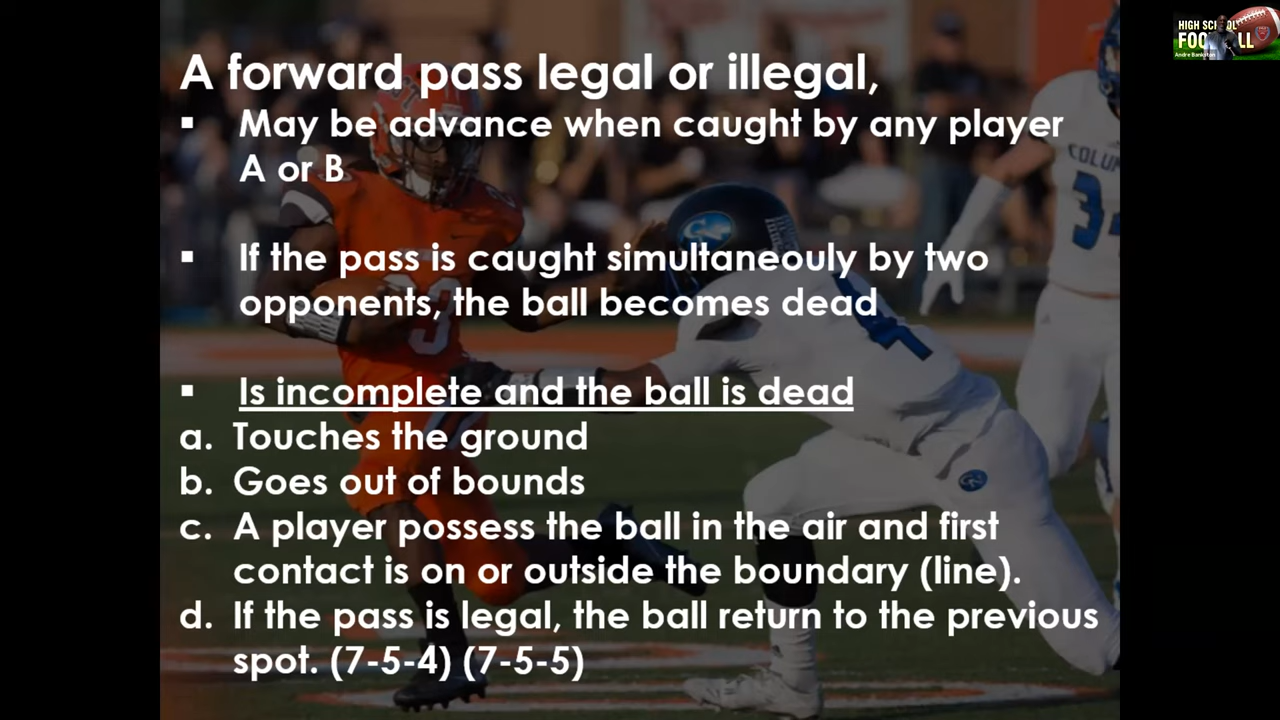 A forward pass legal or illegal,
▪ May be advance when caught by any player
A or B
▪ If the pass is caught simultaneouly by two
opponents, the ball becomes dead
▪ Is incomplete and the ball is dead
a. Touches the ground
b. Goes out of bounds
c. A player possess the ball in the air and first
contact is on or outside the boundary (line).
d. If the pass is legal, the ball return to the previous
spot. (7-5-4) (7-5-5)
HIGH SCHOOL
FOOTBALL
COLUM
34
4